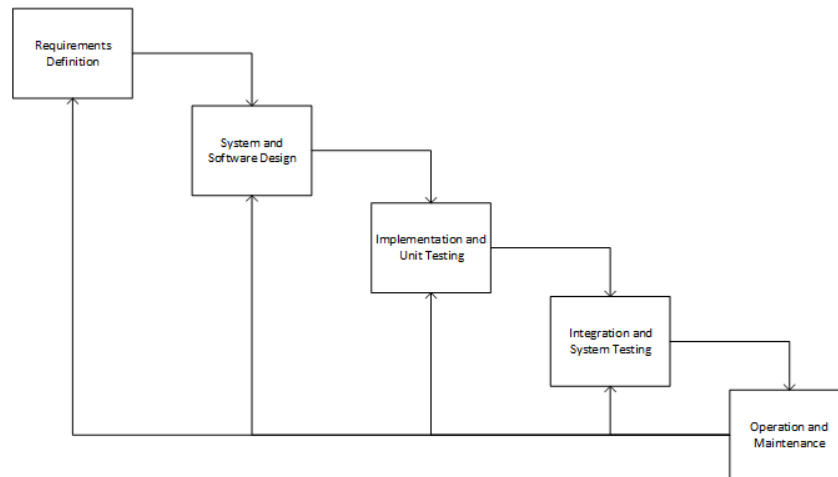 Requirements
Definition
System and
Software Design
Implementation and
Unit Testing
Integration and
System Testing
Operation and
Maintenance